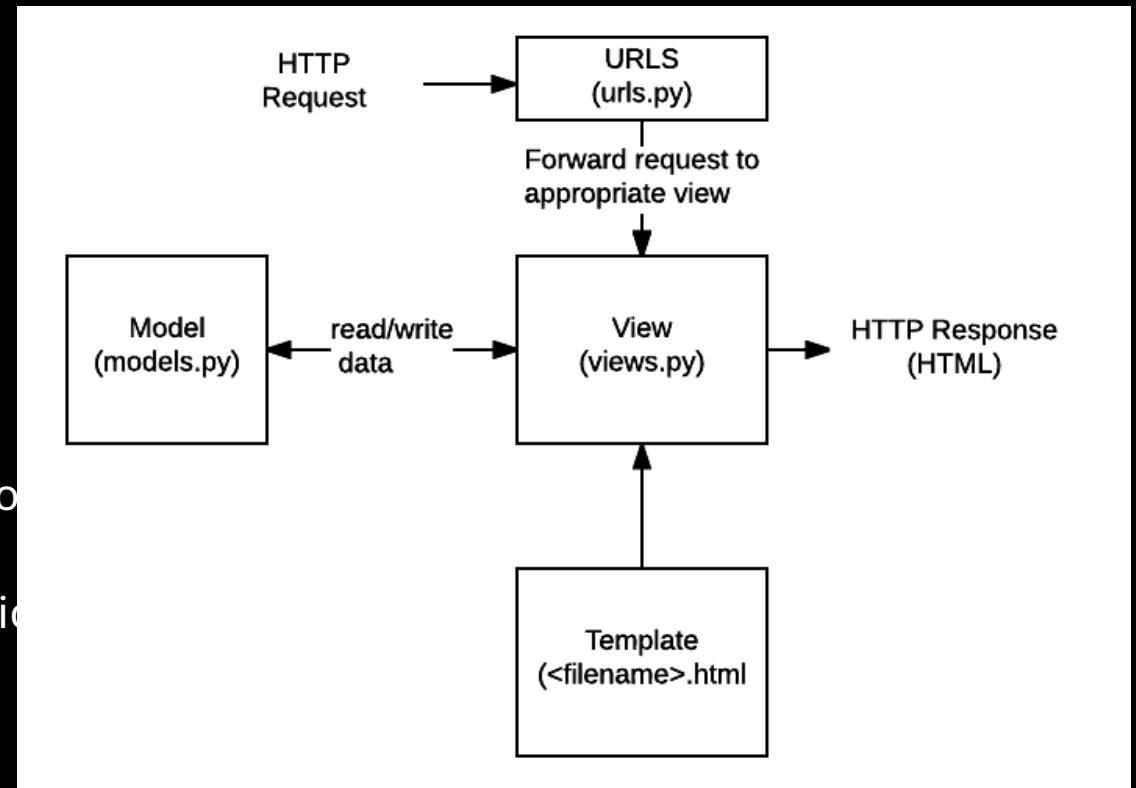 HTTP
Request
URLS
(urls.py)
Forward request to
appropriate view
Model
(models.py)
read/write
data
View
(views.py)
HTTP Response
(HTML)
Template
(<filename>.html